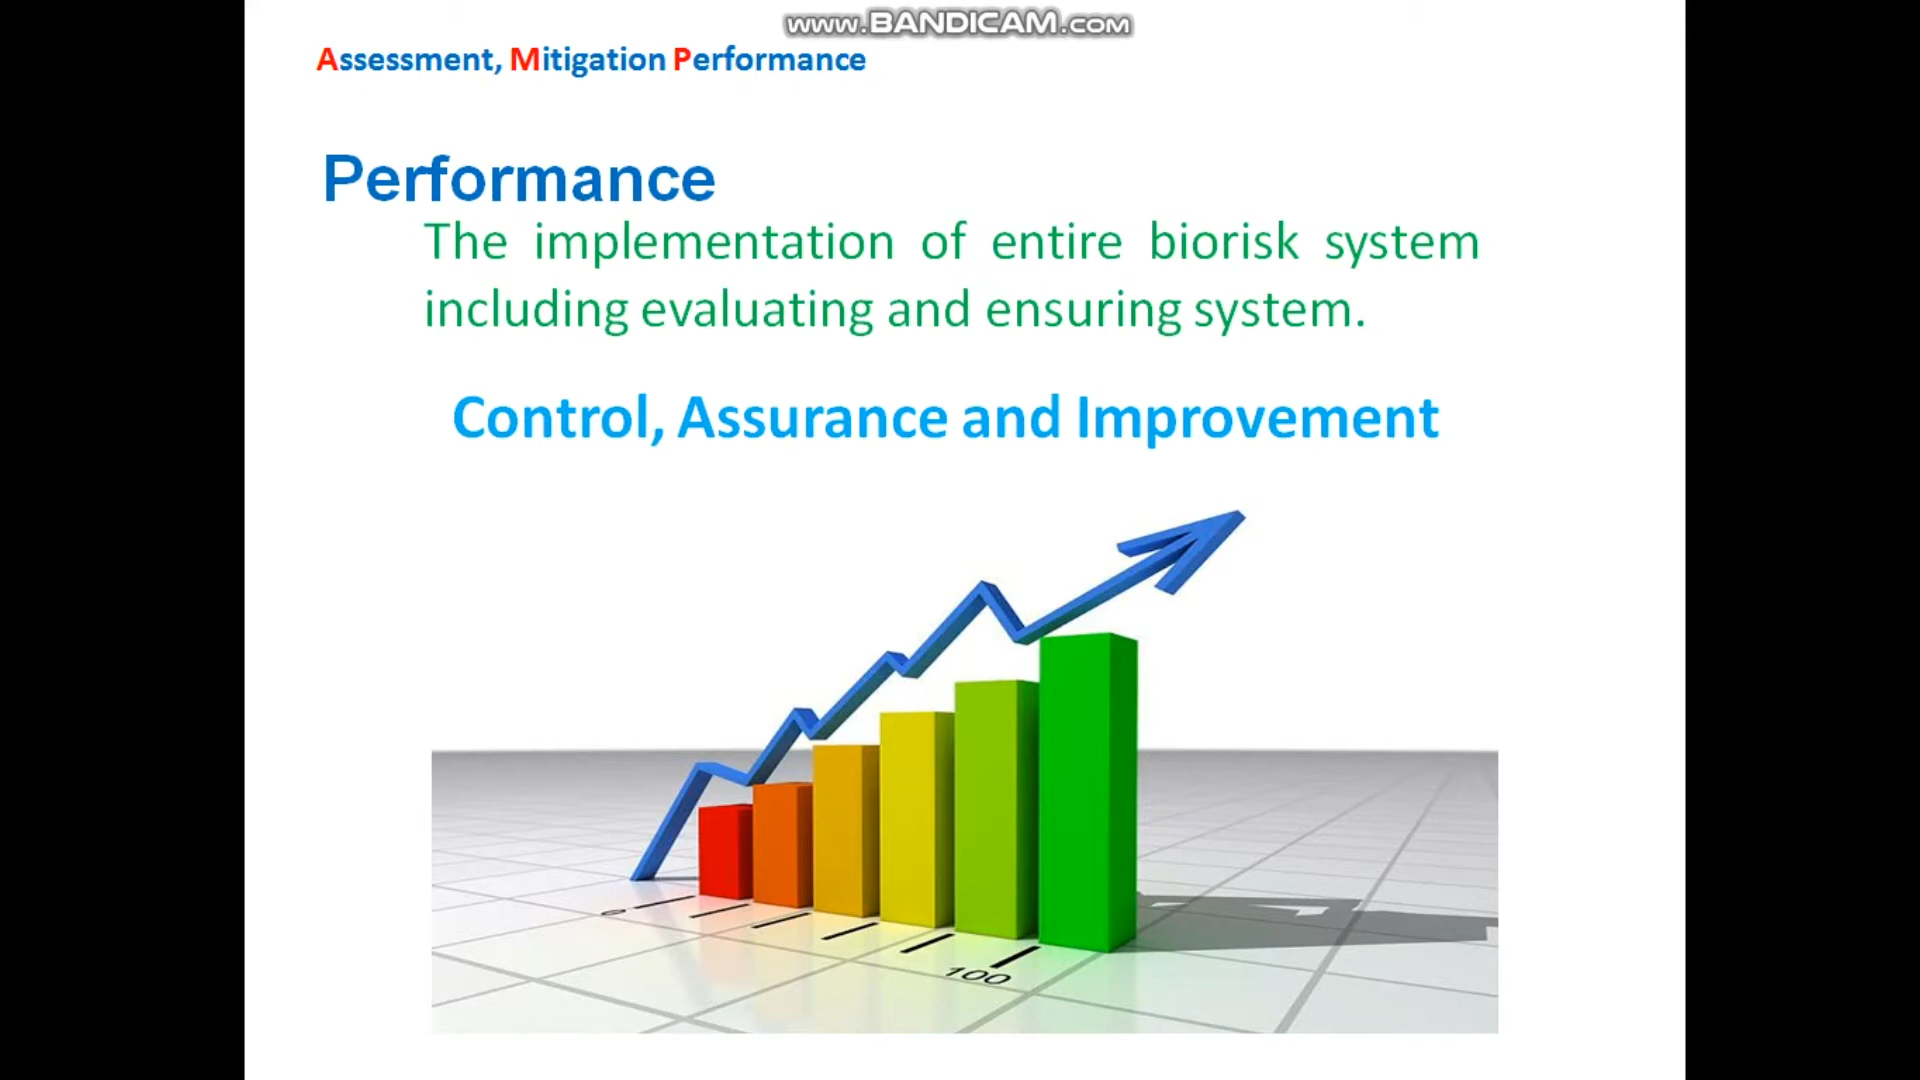 www.BANDICAM.com
Assessment, Mitigation Performance
Performance
The implementation of entire biorisk system
including evaluating and ensuring system.
Control, Assurance and Improvement
0
100